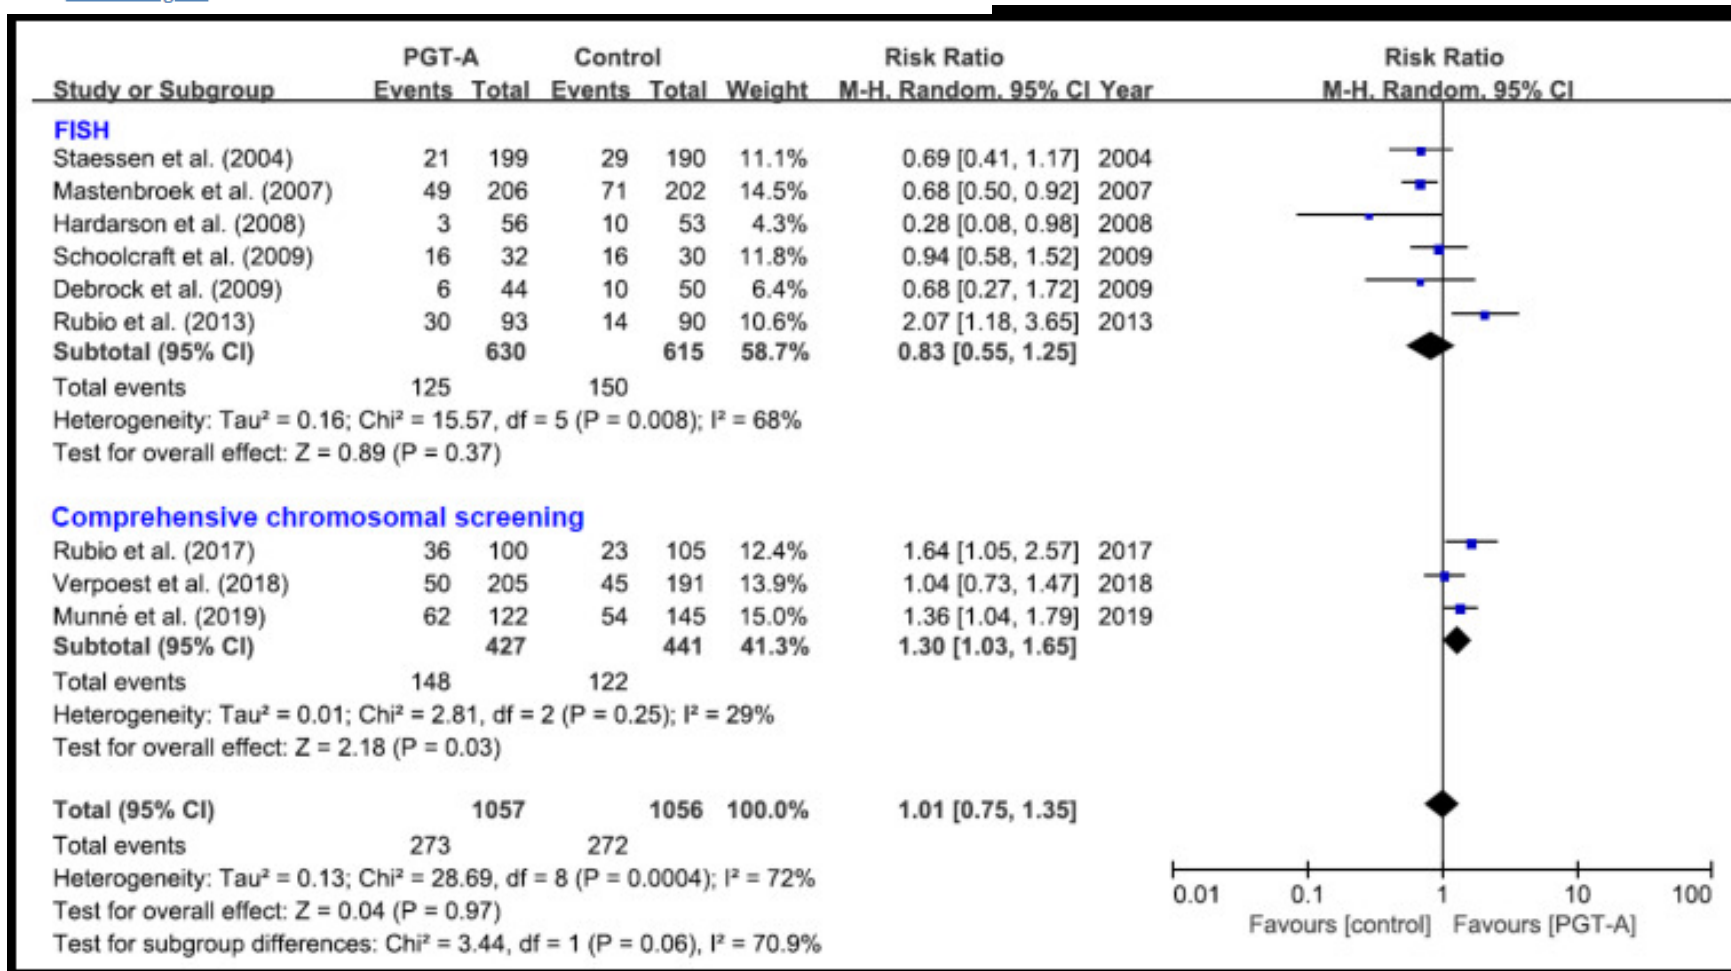 PGT-A Control Risk Ratio Risk Ratio
Study or Subgroup Events Total Events Total Weight M-H. Random. 95% CI Year M-H. Random. 95% CI
FISH
Staessen et al. (2004) 21 199 29 190 11.1% 0.69 [0.41, 1.17] 2004
Mastenbroek et al. (2007) 49 206 71 202 14.5% 0.68 [0.50, 0.92] 2007
Hardarson et al. (2008) 3 56 10 53 4.3% 0.28 [0.08, 0.98] 2008
Schoolcraft et al. (2009) 16 32 16 30 11.8% 0.94 [0.58, 1.52] 2009
Debrock et al. (2009) 6 44 10 50 6.4% 0.68 [0.27, 1.72] 2009
Rubio et al. (2013) 30 93 14 90 10.6% 2.07 [1.18, 3.65] 2013
Subtotal (95% CI) 630 615 58.7% 0.83 [0.55, 1.25]
Total events 125 150
Heterogeneity: Tau² = 0.16; Chi² = 15.57, df = 5 (P = 0.008); I² = 68%
Test for overall effect: Z = 0.89 (P = 0.37)
Comprehensive chromosomal screening
Rubio et al. (2017) 36 100 23 105 12.4% 1.64 [1.05, 2.57] 2017
Verpoest et al. (2018) 50 205 45 191 13.9% 1.04 [0.73, 1.47] 2018
Munné et al. (2019) 62 122 54 145 15.0% 1.36 [1.04, 1.79] 2019
Subtotal (95% CI) 427 441 41.3% 1.30 [1.03, 1.65]
Total events 148 122
Heterogeneity: Tau² = 0.01; Chi² = 2.81, df = 2 (P = 0.25); I² = 29%
Test for overall effect: Z = 2.18 (P = 0.03)
Total (95% CI) 1057 1056 100.0% 1.01 [0.75, 1.35]
Total events 273 272
Heterogeneity: Tau² = 0.13; Chi² = 28.69, df = 8 (P = 0.0004); I² = 72%
Test for overall effect: Z = 0.04 (P = 0.97)
Test for subgroup differences: Chi² = 3.44, df = 1 (P = 0.06), I² = 70.9%
0.01 0.1 1 10 100
Favours [control] Favours [PGT-A]